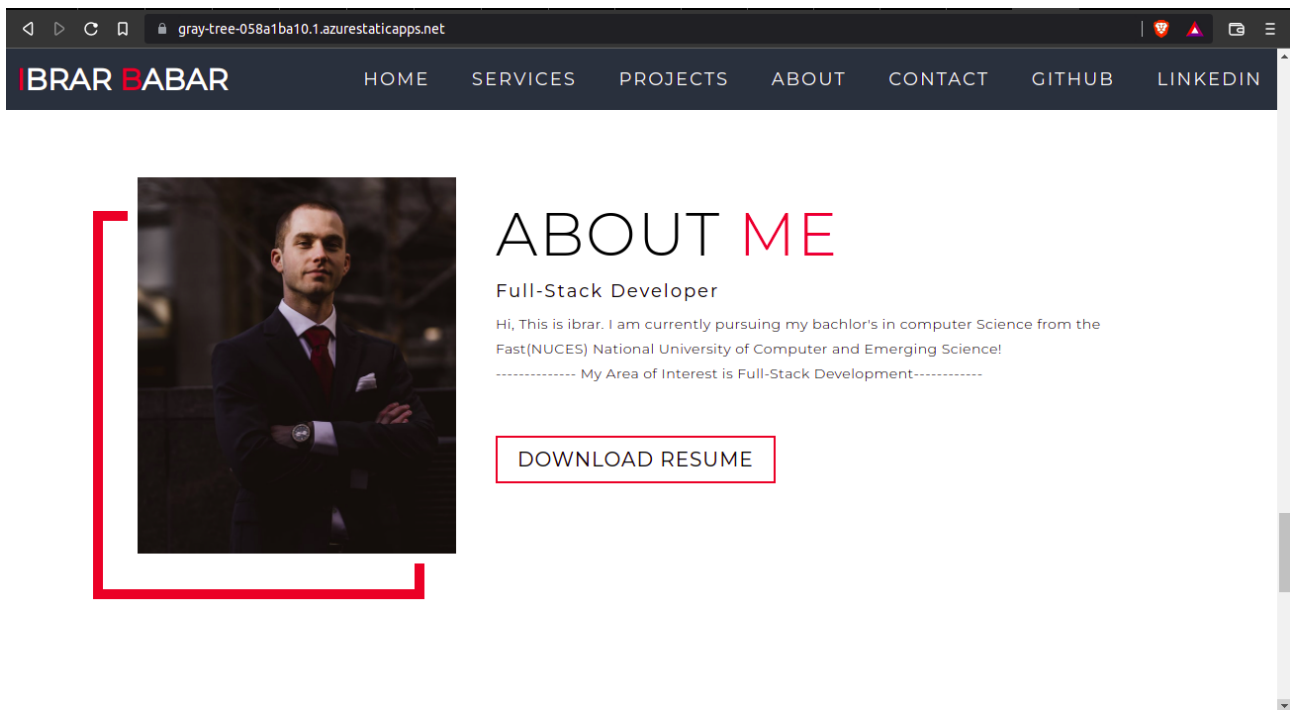 gray-tree-058a1ba10.1.azurestaticapps.net
IBRAR BABAR HOME SERVICES PROJECTS ABOUT CONTACT GITHUB LINKEDIN
ABOUT ME
Full-Stack Developer
Hi, This is ibrar. I am currently pursuing my bachlor's in computer Science from the
Fast(NUCES) National University of Computer and Emerging Science!
-------------- My Area of Interest is Full-Stack Development------------
DOWNLOAD RESUME